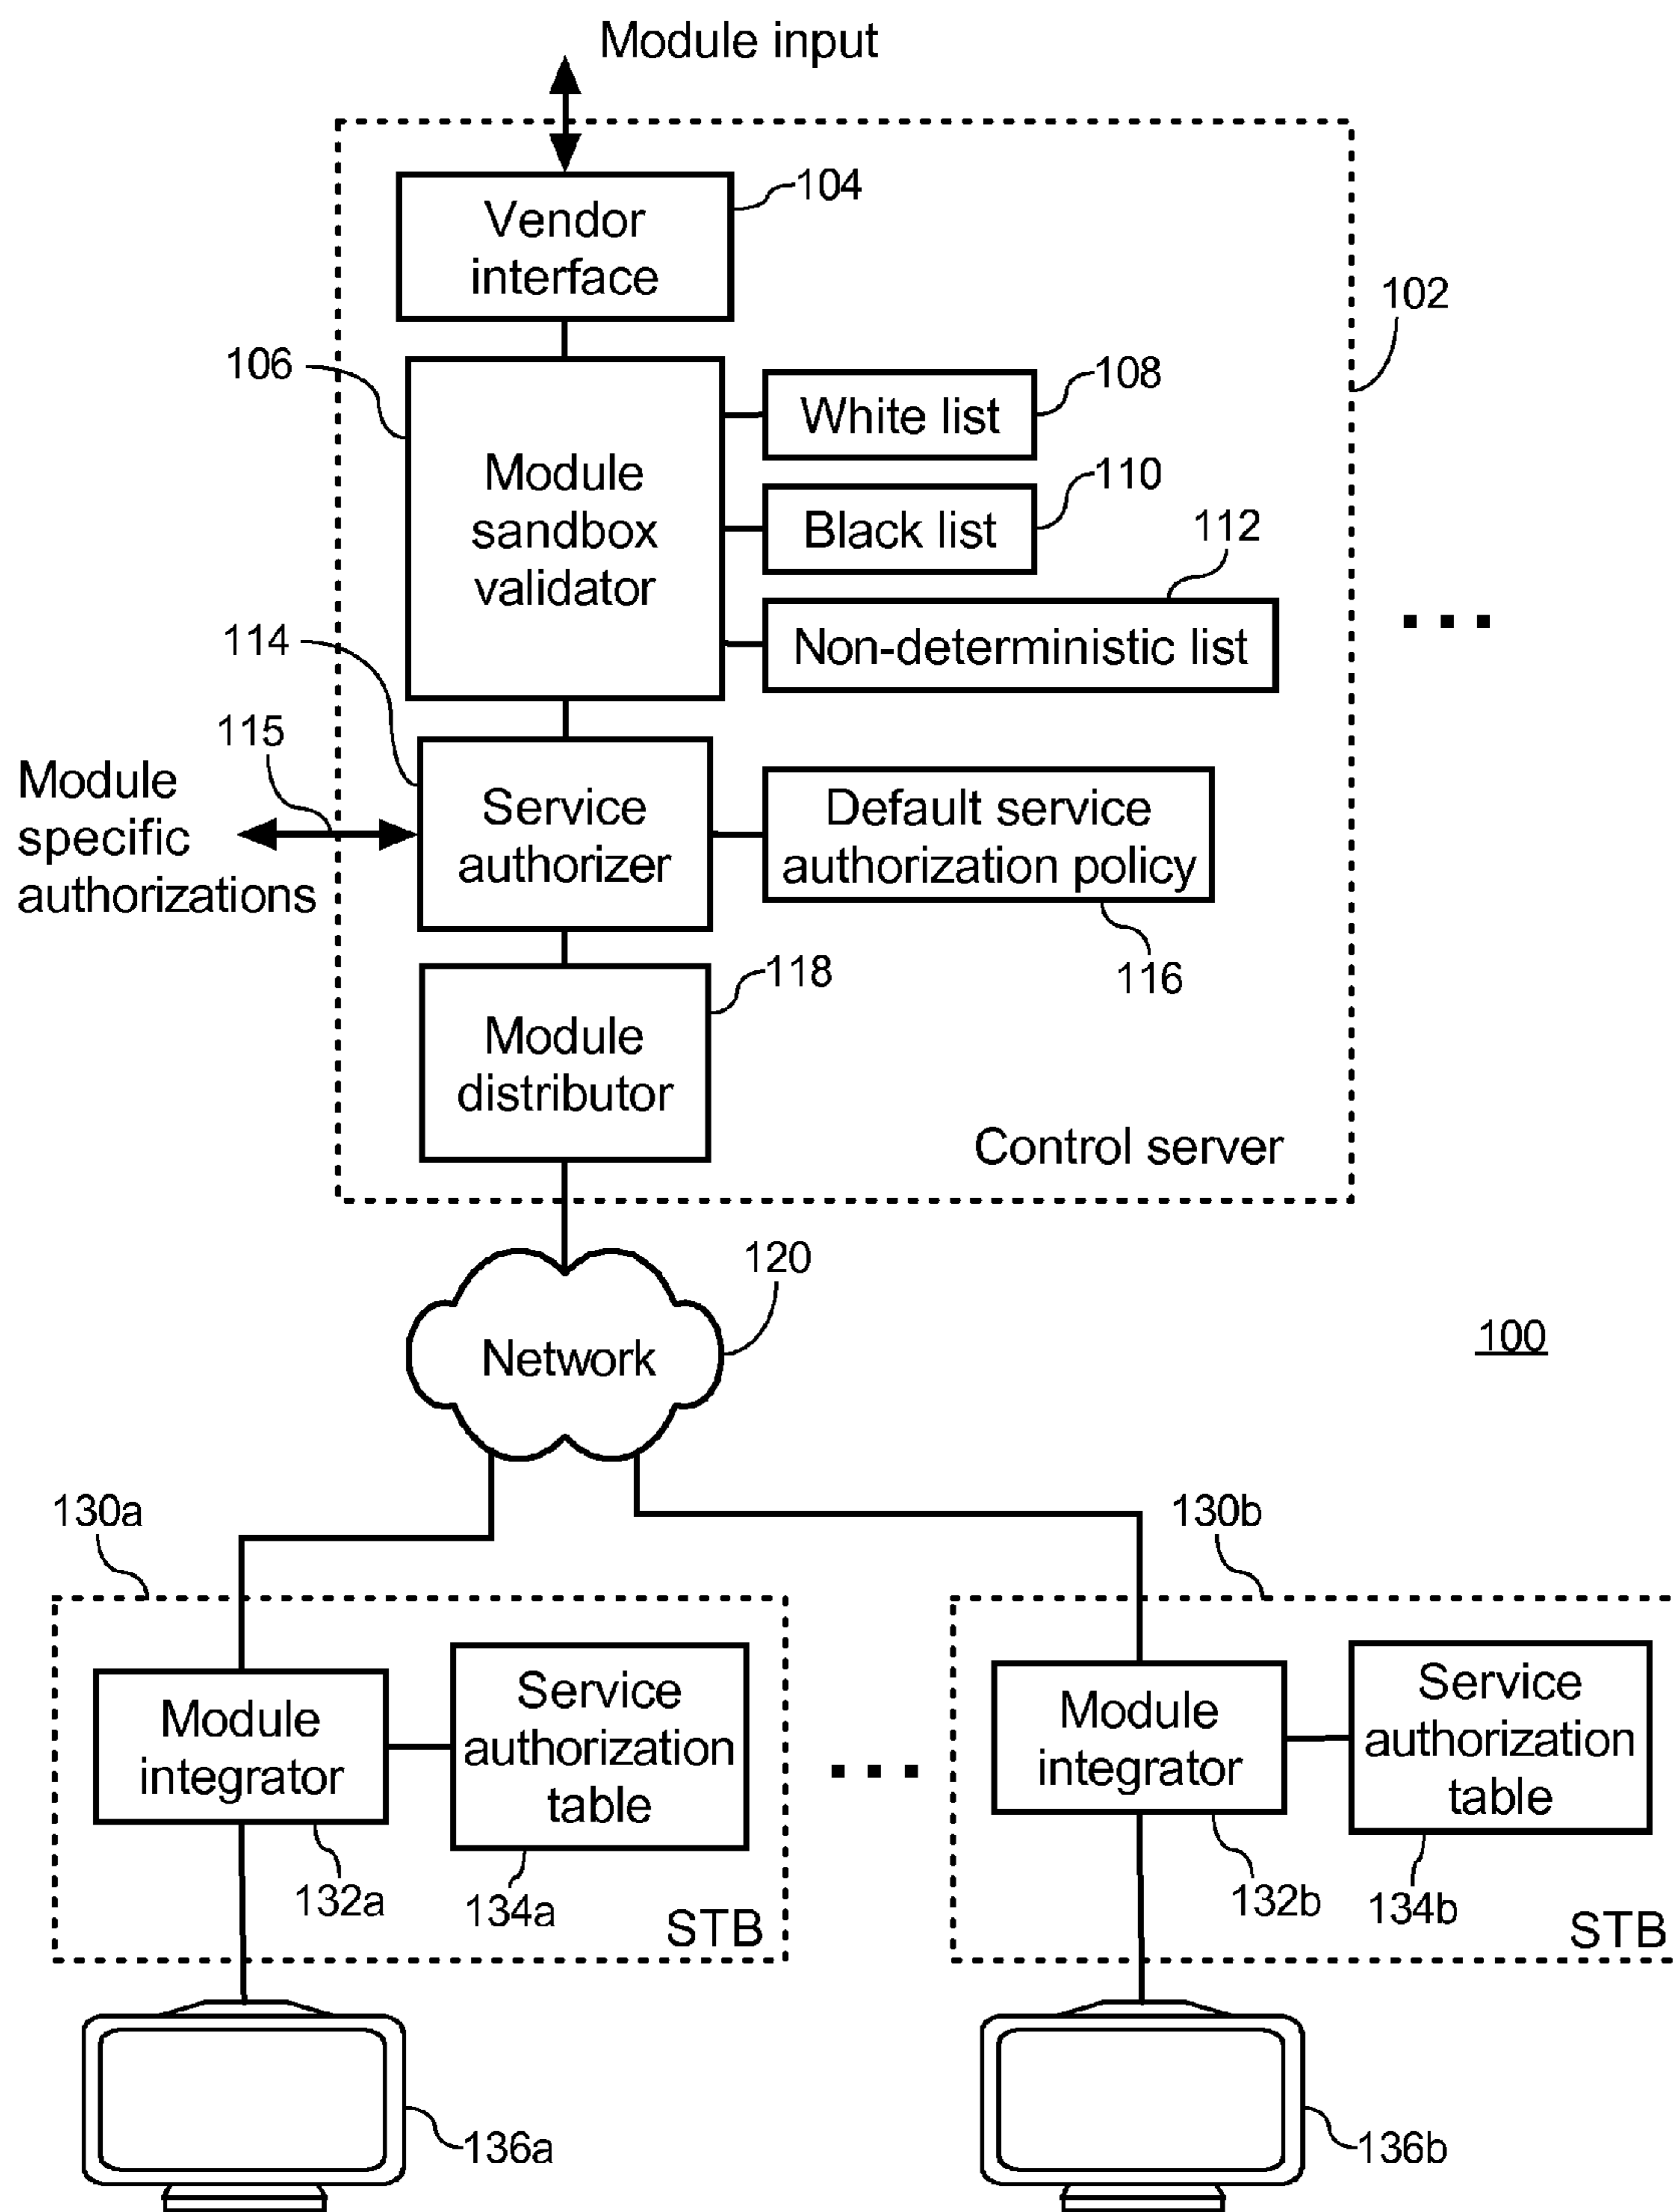 Module input
104
Vendor
interface
102
106
108
White list
Module
sandbox
validator
110
Black list
112
Non-deterministic list
114
115
Module
specific
authorizations
Service
authorizer
Default service
authorization policy
116
118
Module
distributor
Control server
120
Network
100
130a
130b
Module
integrator
Service
authorization
table
132a
134a
STB
Module
integrator
Service
authorization
table
132b
134b
STB
136a
136b